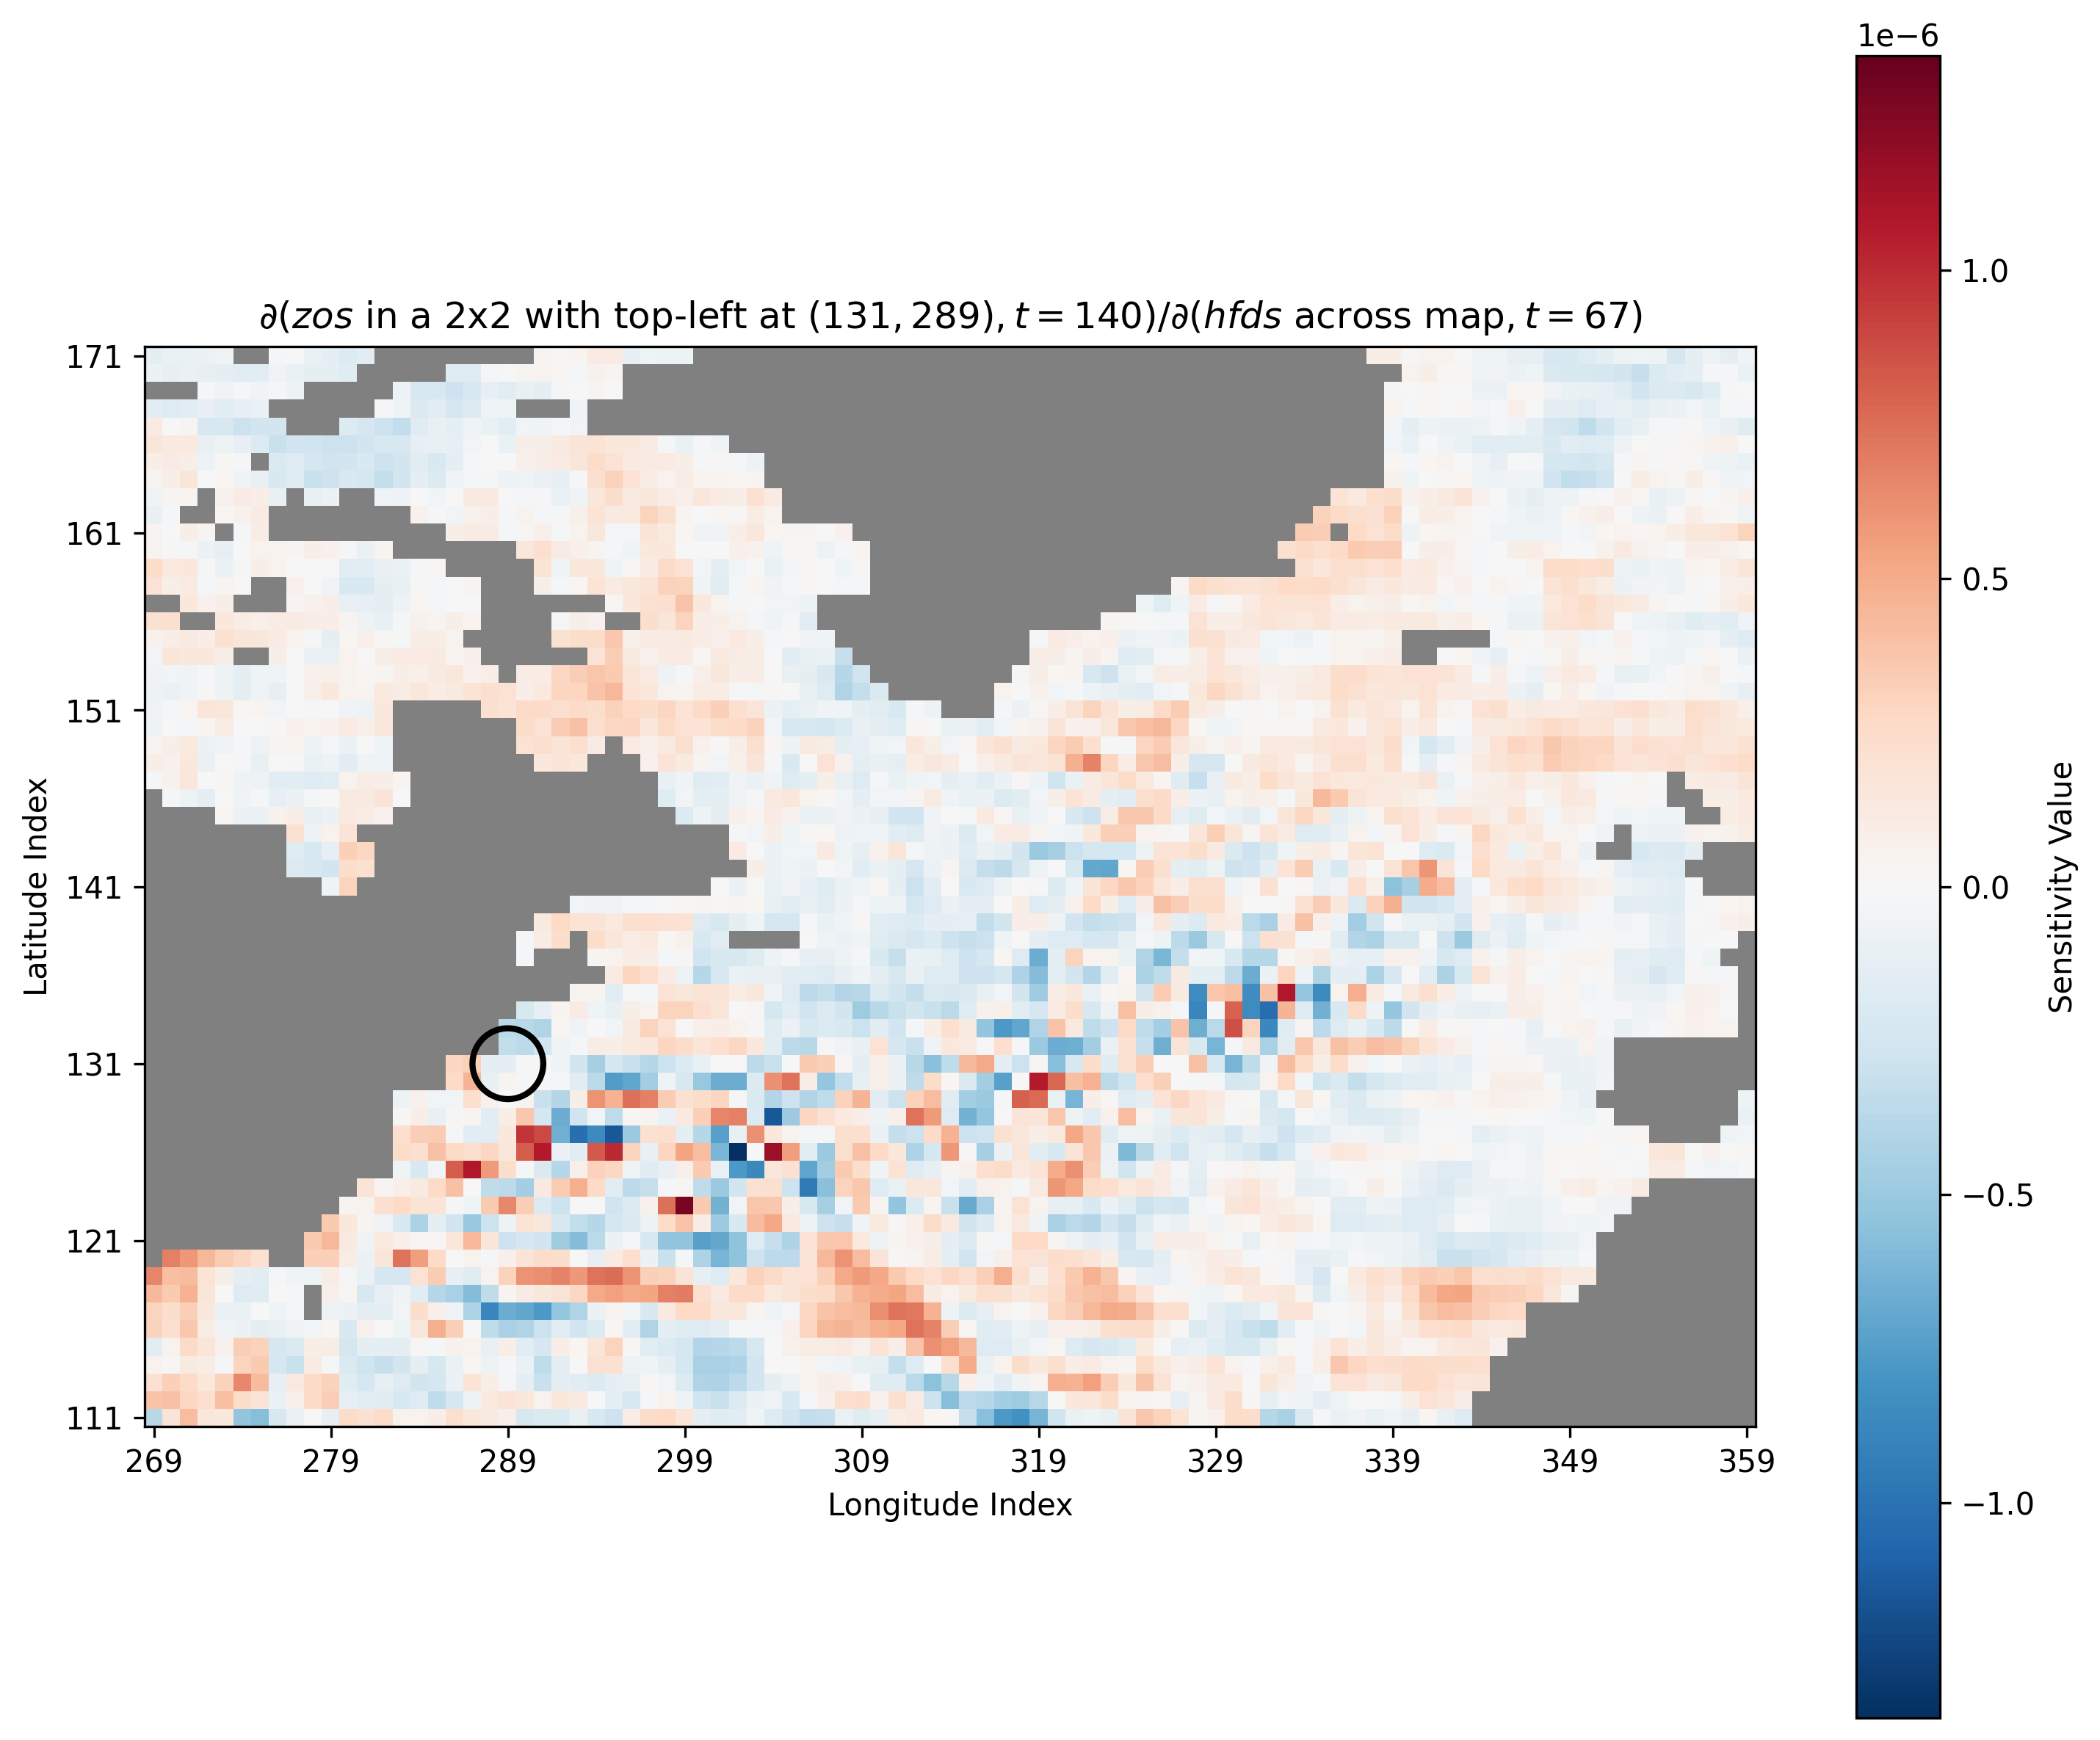 1e−6
∂(zos in a 2x2 with top-left at (131, 289), t = 140)/∂(hfds across map, t = 67)
171
161
151
141
131
121
111
Latitude Index
269 279 289 299 309 319 329 339 349 359
Longitude Index
1.0
0.5
0.0
−0.5
−1.0
Sensitivity Value